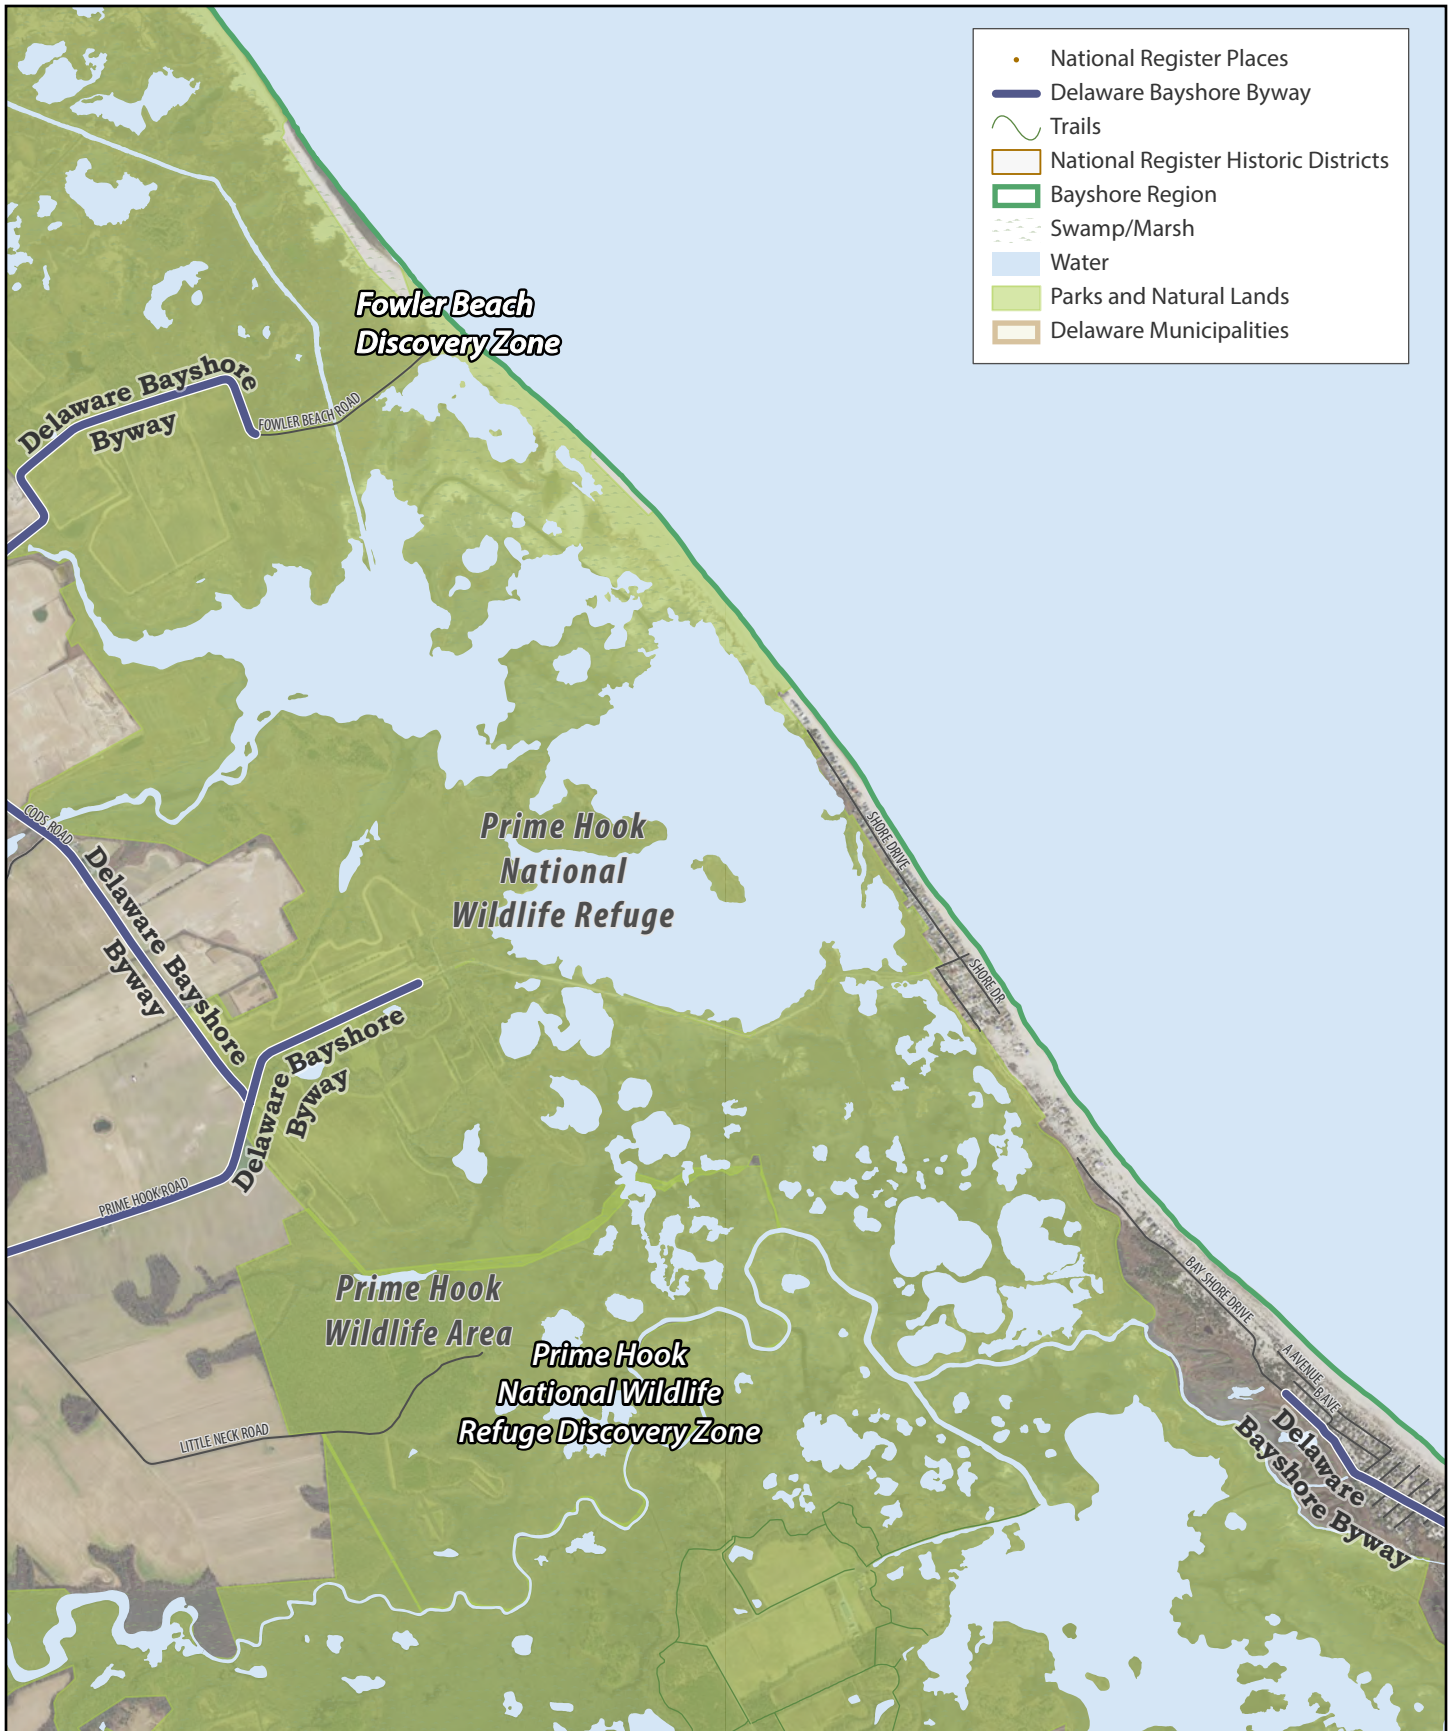 National Register Places
Delaware Bayshore Byway
Trails
National Register Historic Districts
Bayshore Region
Swamp/Marsh
Water
Parks and Natural Lands
Delaware Municipalities
Fowler Beach
Discovery Zone
Delaware Bayshore
Byway
FOWLER BEACH ROAD
CODS ROAD
Delaware Bayshore
Byway
Prime Hook
National
Wildlife Refuge
SHORE DRIVE
SHORE DR
Delaware Bayshore
Byway
PRIME HOOK ROAD
Prime Hook
Wildlife Area
Prime Hook
National Wildlife
Refuge Discovery Zone
LITTLE NECK ROAD
BAY SHORE DRIVE
A AVENUE
B AVE
Delaware
Bayshore Byway